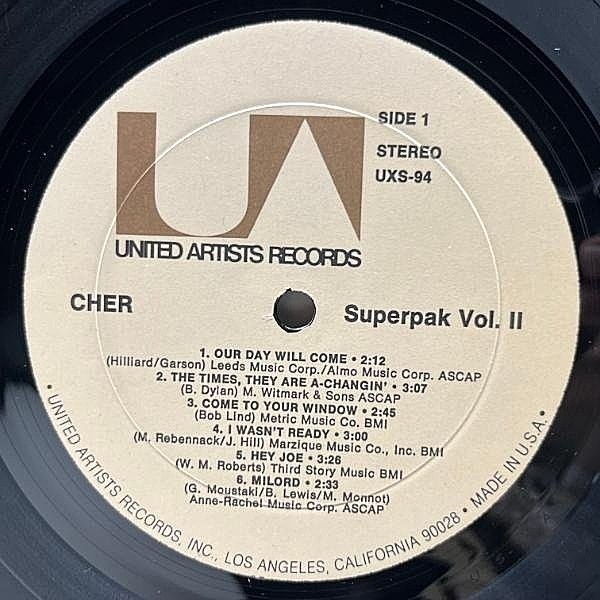 UA
SIDE 1
STEREO
UXS-94
UNITED ARTISTS RECORDS
CHER
Superpak Vol. II
1. OUR DAY WILL COME • 2:12
(Hilliard/Garson) Leeds Music Corp./Almo Music Corp. ASCAP
2. THE TIMES, THEY ARE A-CHANGIN' • 3:07
(B. Dylan) M. Witmark & Sons ASCAP
3. COME TO YOUR WINDOW • 2:45
(Bob Lind) Metric Music Co. BMI
4. I WASN'T READY • 3:00
(M. Rebennack/J. Hill) Marzique Music Co., Inc. BMI
5. HEY JOE • 3:26
(W. M. Roberts) Third Story Music BMI
6. MILORD • 2:33
(G. Moustaki/B. Lewis/M. Monnot)
Anne-Rachel Music Corp. ASCAP
• UNITED ARTISTS RECORDS, INC., LOS ANGELES, CALIFORNIA 90028 • MADE IN U.S.A. •